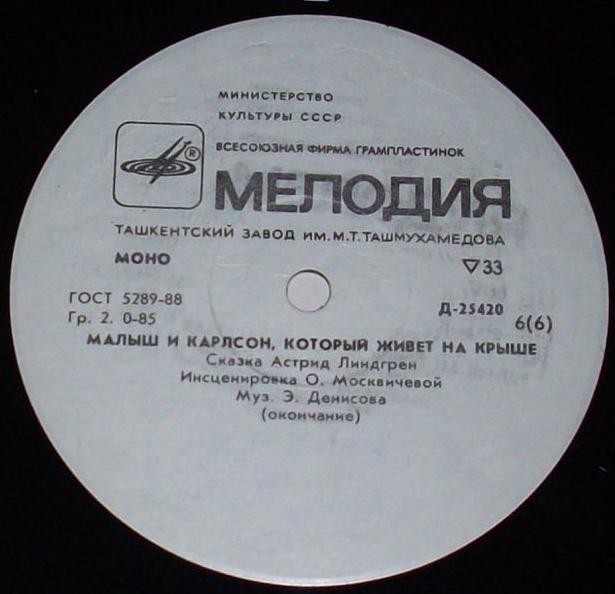 МИНИСТЕРСТВО
КУЛЬТУРЫ СССР
ВСЕСОЮЗНАЯ ФИРМА ГРАМПЛАСТИНОК
®
МЕЛОДИЯ
ТАШКЕНТСКИЙ ЗАВОД ИМ. М.Т. ТАШМУХАМЕДОВА
МОНО ▽33
ГОСТ 5289-88 Д-25420
Гр. 2. 0-85 6(6)
МАЛЫШ И КАРЛСОН, КОТОРЫЙ ЖИВЕТ НА КРЫШЕ
Сказка Астрид Линдгрен
Инсценировка О. Москвичевой
Муз. Э. Денисова
(окончание)